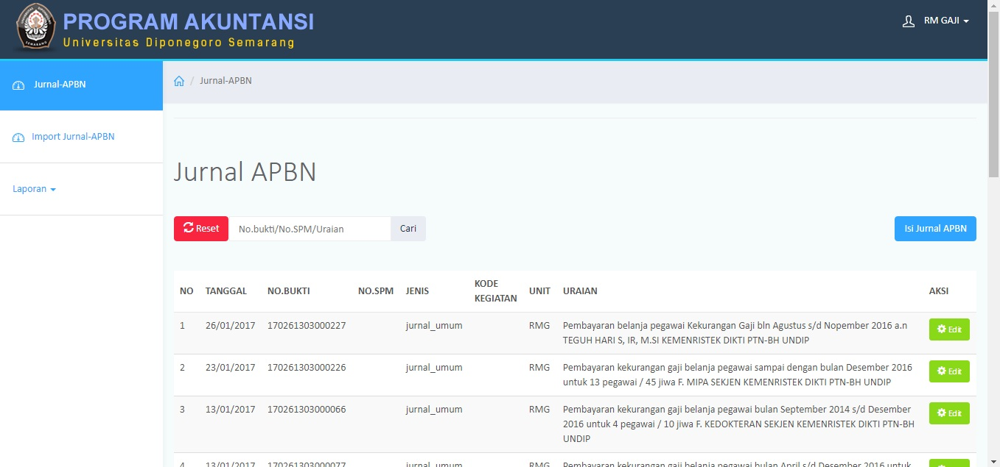 PROGRAM AKUNTANSI
Universitas Diponegoro Semarang
RM GAJI
Jurnal-APBN
Import Jurnal-APBN
Laporan
/ Jurnal-APBN
Jurnal APBN
Reset No.bukti/No.SPM/Uraian Cari Isi Jurnal APBN
NO TANGGAL NO.BUKTI NO.SPM JENIS KODE KEGIATAN UNIT URAIAN AKSI
1 26/01/2017 170261303000227 jurnal_umum RMG Pembayaran belanja pegawai Kekurangan Gaji bln Agustus s/d Nopember 2016 a.n Edit
TEGUH HARI S, IR, M.SI KEMENRISTEK DIKTI PTN-BH UNDIP
2 23/01/2017 170261303000226 jurnal_umum RMG Pembayaran kekurangan gaji belanja pegawai sampai dengan bulan Desember 2016 Edit
untuk 13 pegawai / 45 jiwa F. MIPA SEKJEN KEMENRISTEK DIKTI PTN-BH UNDIP
3 13/01/2017 170261303000066 jurnal_umum RMG Pembayaran kekurangan gaji belanja pegawai bulan September 2014 s/d Desember Edit
2016 untuk 4 pegawai / 10 jiwa F. KEDOKTERAN SEKJEN KEMENRISTEK DIKTI PTN-BH
UNDIP
4 13/01/2017 170261303000077 jurnal_umum RMG Pembayaran kekurangan gaji belanja pegawai bulan April s/d Desember 2016 untuk